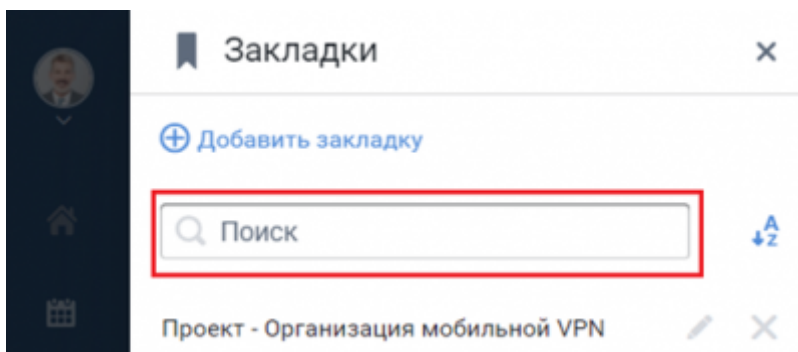 Закладки
Добавить закладку
Поиск
A
Z
Проект - Организация мобильной VPN